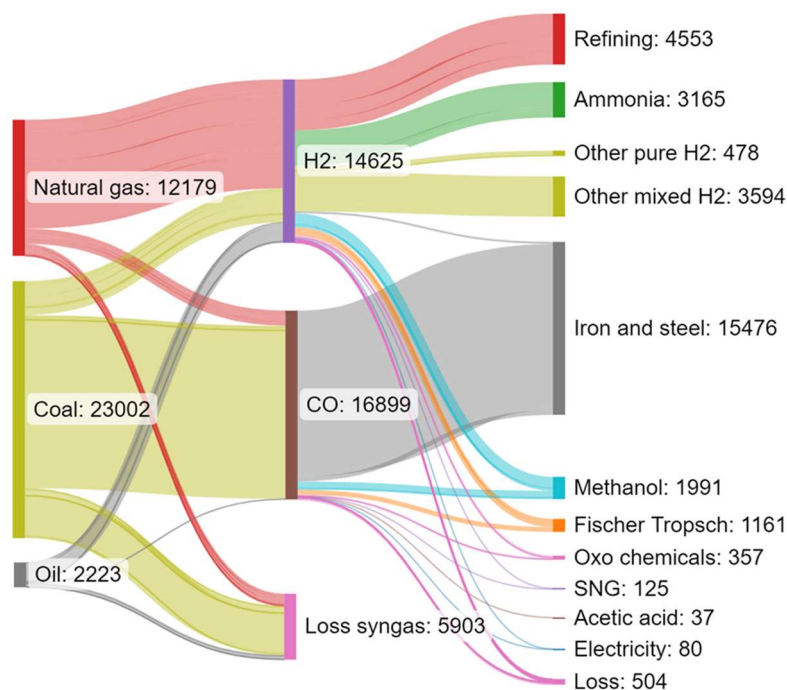 Natural gas: 12179
Coal: 23002
Oil: 2223
H2: 14625
CO: 16899
Loss syngas: 5903
Refining: 4553
Ammonia: 3165
Other pure H2: 478
Other mixed H2: 3594
Iron and steel: 15476
Methanol: 1991
Fischer Tropsch: 1161
Oxo chemicals: 357
SNG: 125
Acetic acid: 37
Electricity: 80
Loss: 504